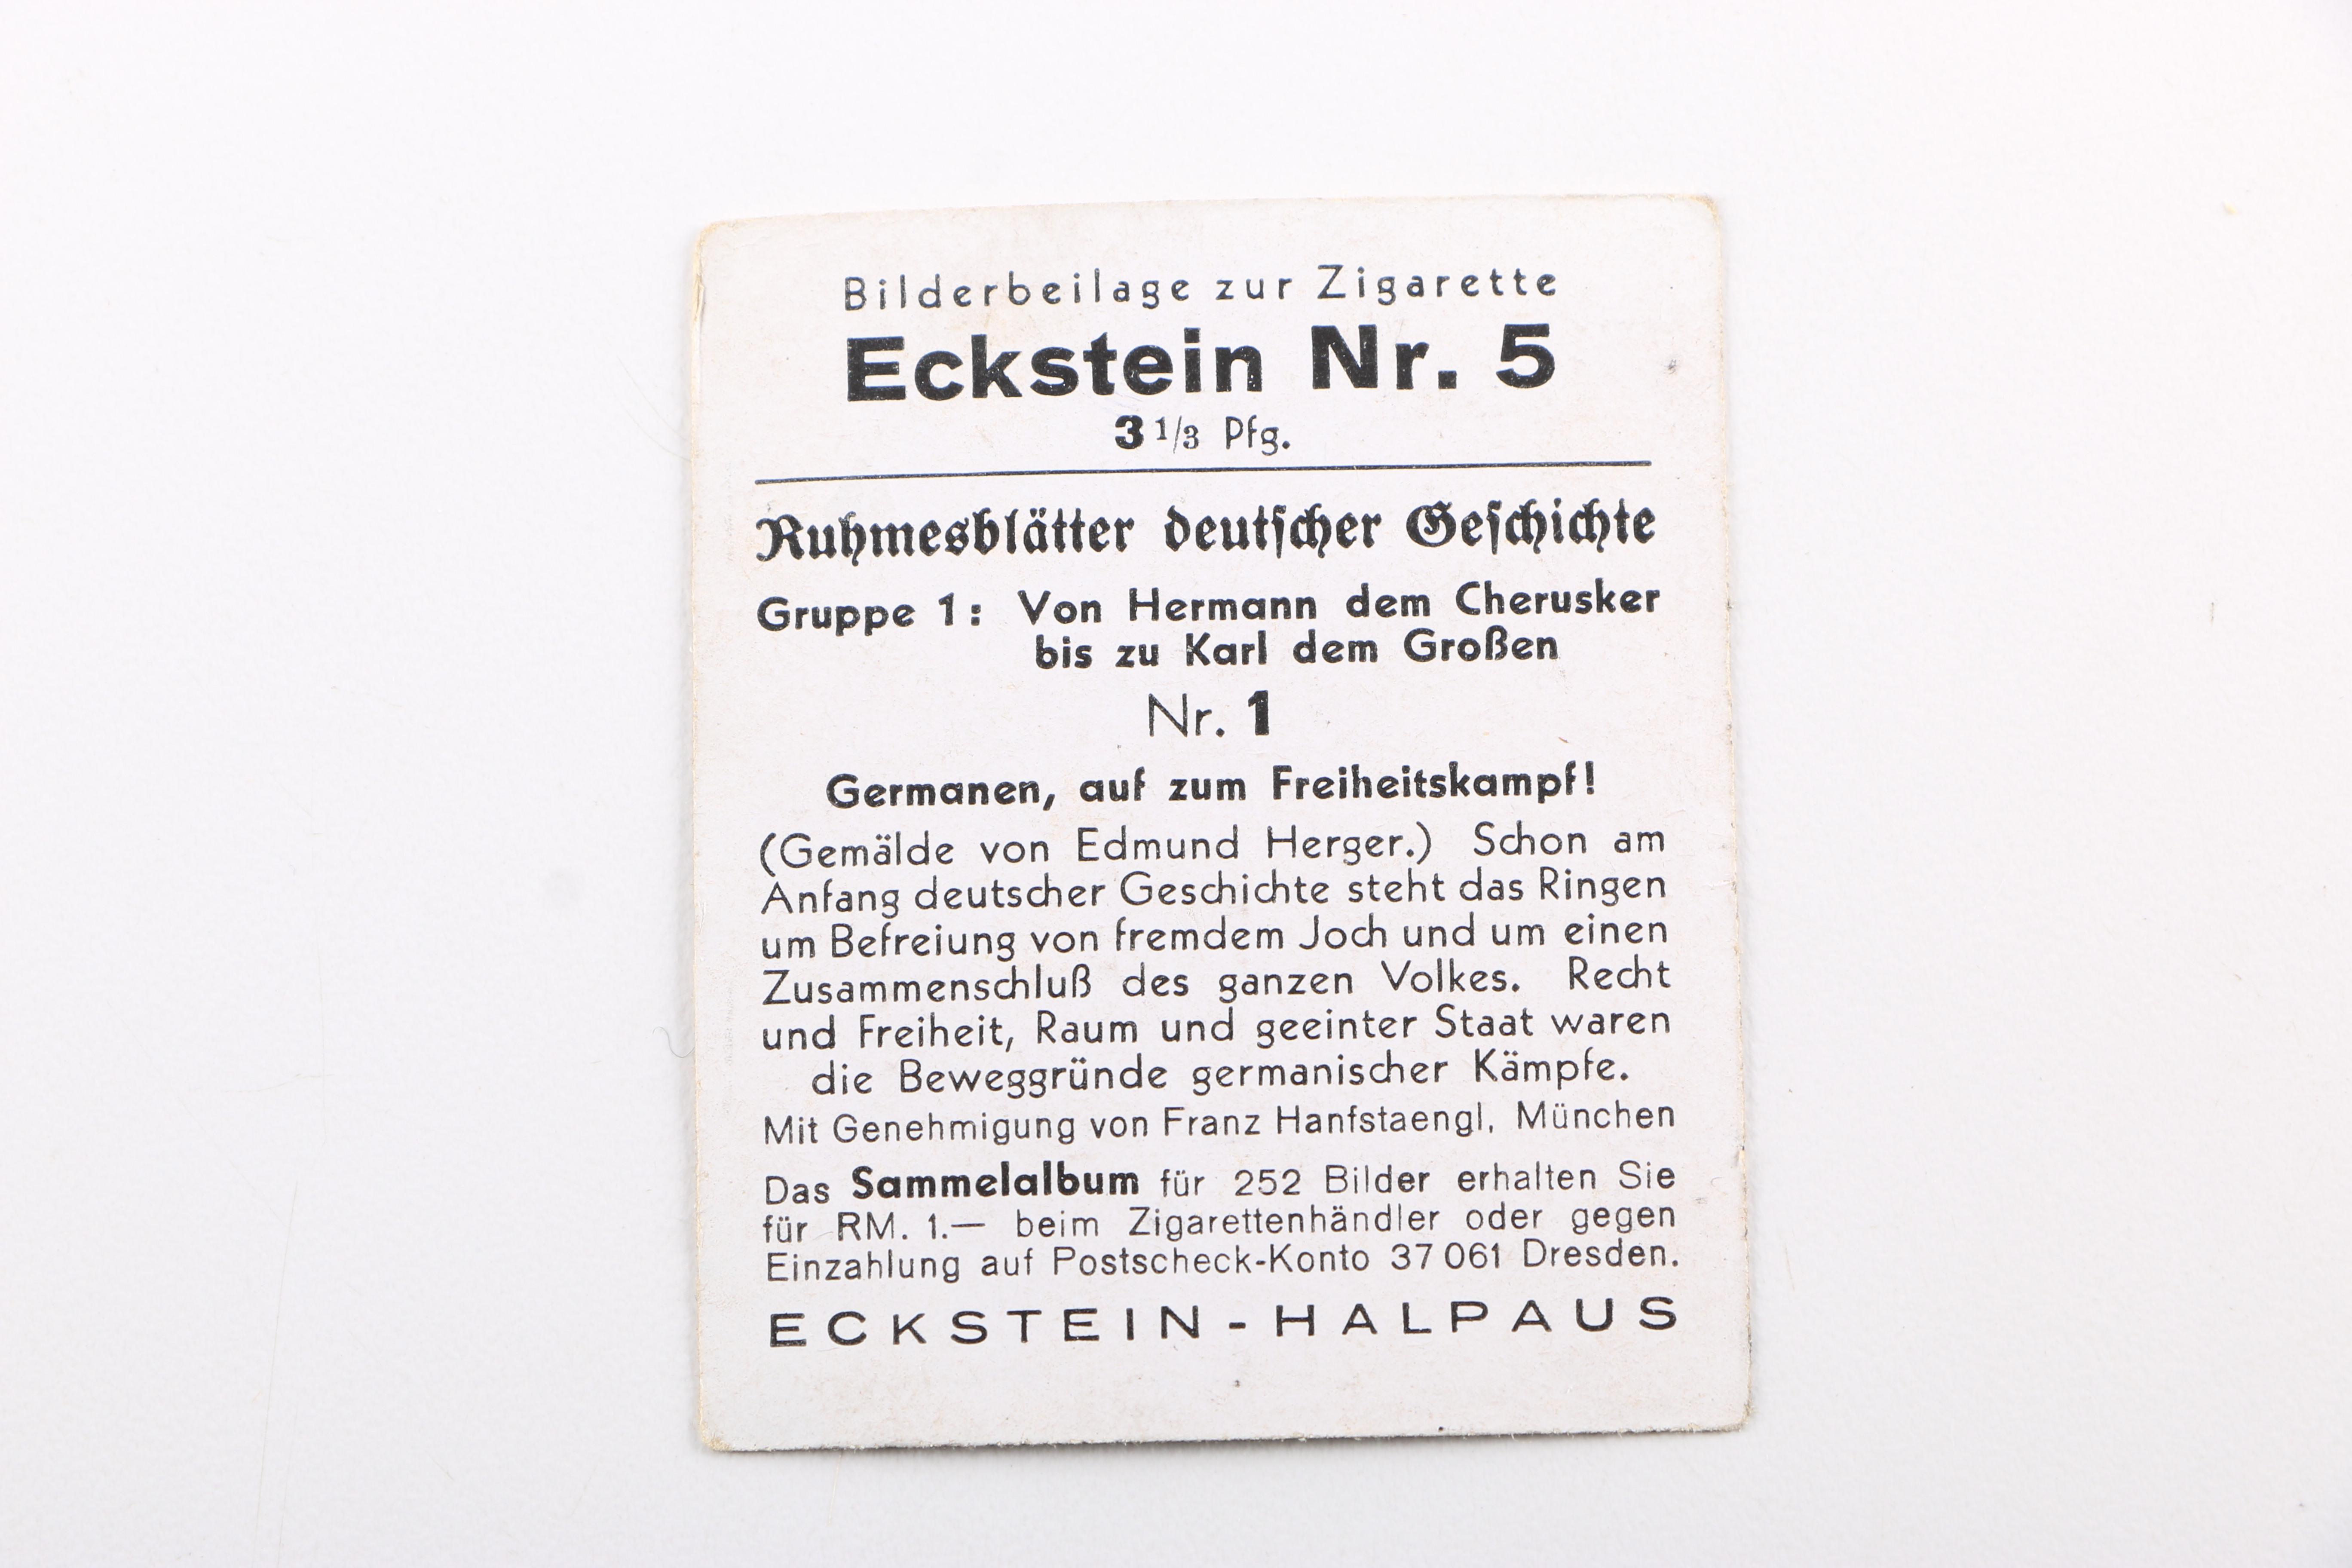 Bilderbeilage zur Zigarette
Eckstein Nr. 5
3 1/3 Pfg.
Ruhmesblätter deutscher Geschichte
Gruppe 1: Von Hermann dem Cherusker
bis zu Karl dem Großen
Nr. 1
Germanen, auf zum Freiheitskampf!
(Gemälde von Edmund Herger.) Schon am
Anfang deutscher Geschichte steht das Ringen
um Befreiung von fremdem Joch und um einen
Zusammenschluß des ganzen Volkes. Recht
und Freiheit, Raum und geeinter Staat waren
die Beweggründe germanischer Kämpfe.
Mit Genehmigung von Franz Hanfstaengl, München
Das Sammelalbum für 252 Bilder erhalten Sie
für RM. 1.— beim Zigarettenhändler oder gegen
Einzahlung auf Postscheck-Konto 37 061 Dresden.
ECKSTEIN-HALPAUS